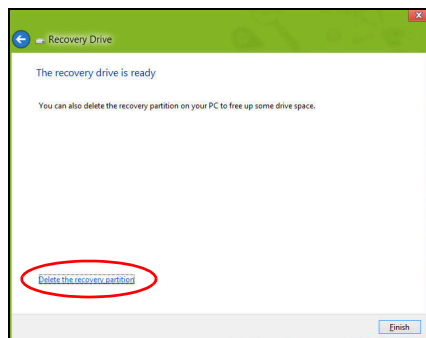 Recovery Drive
The recovery drive is ready
You can also delete the recovery partition on your PC to free up some drive space.
Delete the recovery partition
Finish